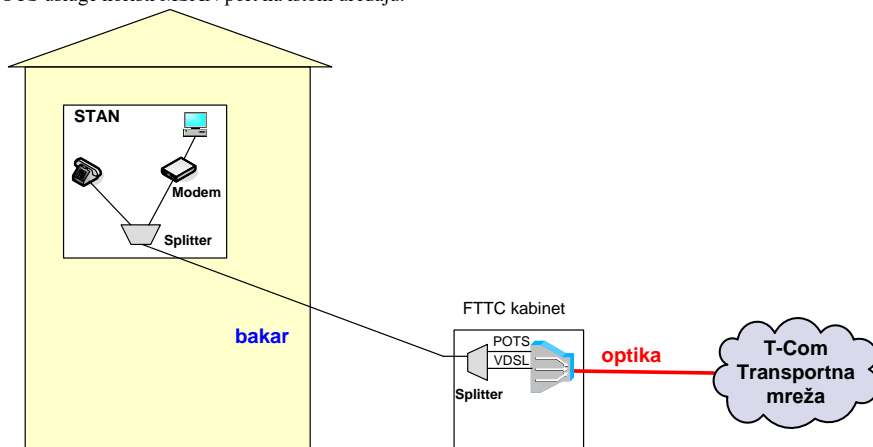 STAN
Modem
Splitter
bakar
FTTC kabinet
POTS
VDSL
Splitter
optika
T-Com
Transportna
mreža